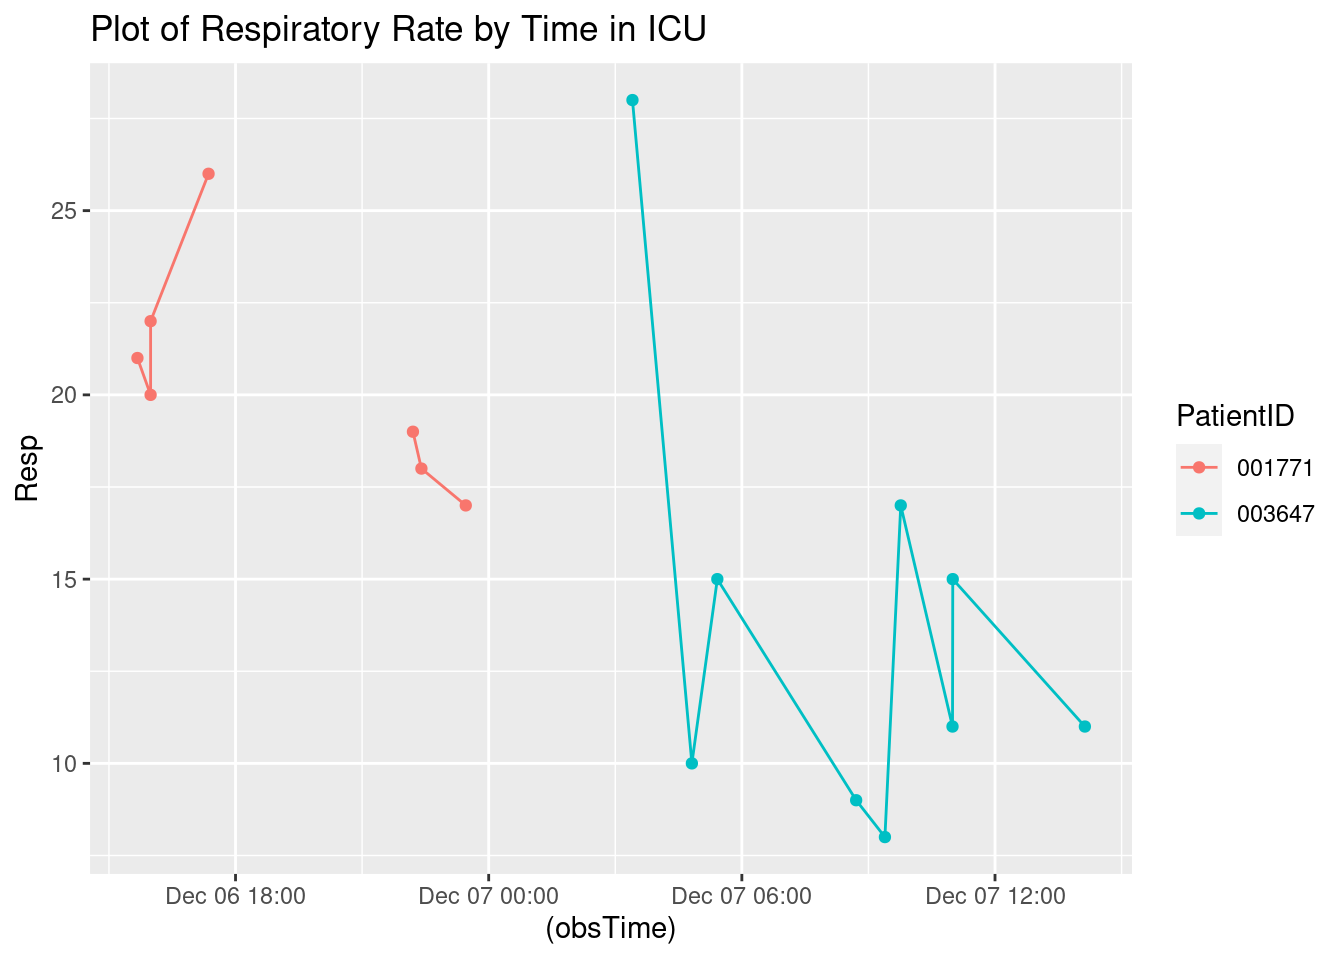 Plot of Respiratory Rate by Time in ICU
Resp
25
20
15
10
Dec 06 18:00
Dec 07 00:00
Dec 07 06:00
Dec 07 12:00
(obsTime)
PatientID
001771
003647